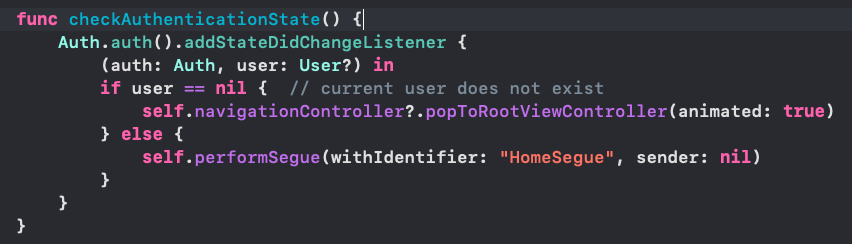 func checkAuthenticationState() {
    Auth.auth().addStateDidChangeListener {
        (auth: Auth, user: User?) in
        if user == nil {  // current user does not exist
            self.navigationController?.popToRootViewController(animated: true)
        } else {
            self.performSegue(withIdentifier: "HomeSegue", sender: nil)
        }
    }
}